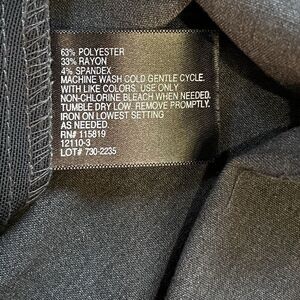 63% POLYESTER
33% RAYON
4% SPANDEX
MACHINE WASH COLD GENTLE CYCLE.
WITH LIKE COLORS. USE ONLY
NON-CHLORINE BLEACH WHEN NEEDED.
TUMBLE DRY LOW. REMOVE PROMPTLY.
IRON ON LOWEST SETTING
AS NEEDED.
RN# 115819
12110-3
LOT# 730-2235